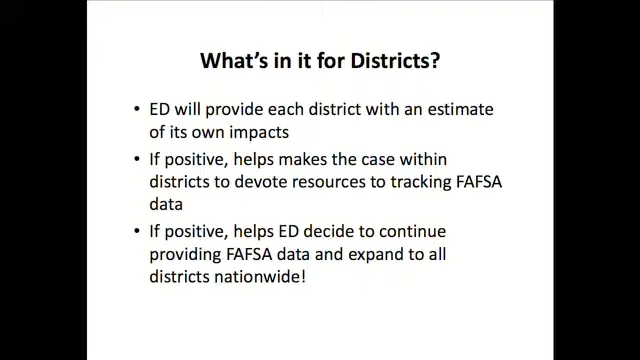 What's in it for Districts?
• ED will provide each district with an estimate
of its own impacts
• If positive, helps makes the case within
districts to devote resources to tracking FAFSA
data
• If positive, helps ED decide to continue
providing FAFSA data and expand to all
districts nationwide!